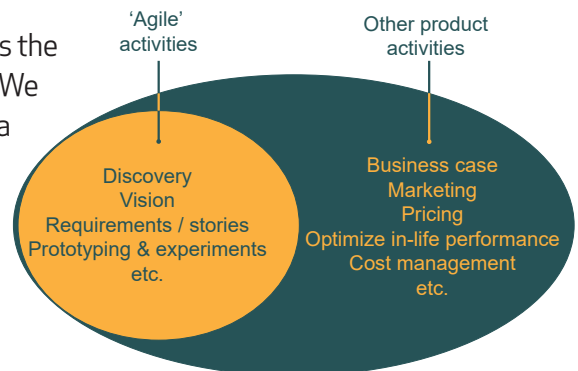 s the
We
a
‘Agile’
activities
Other product
activities
Discovery
Vision
Requirements / stories
Prototyping & experiments
etc.
Business case
Marketing
Pricing
Optimize in-life performance
Cost management
etc.